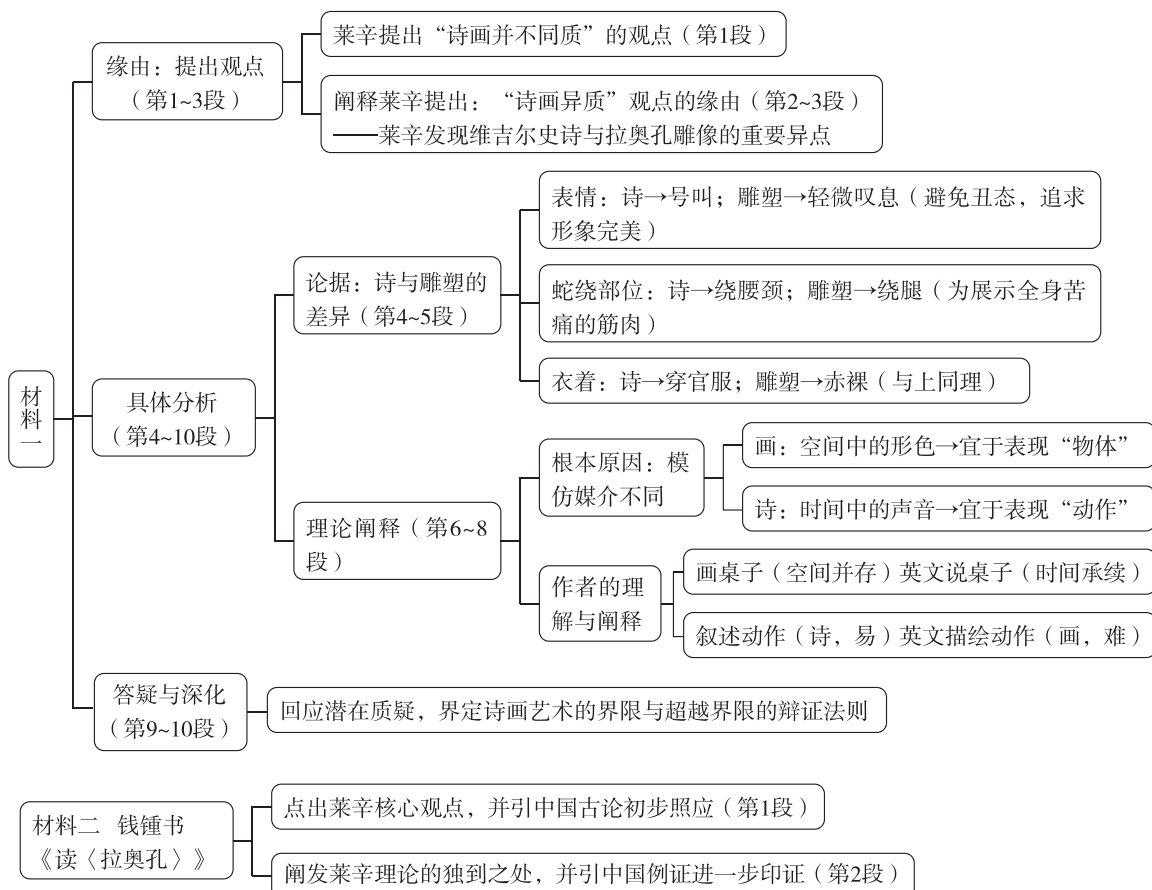 材料一
缘由：提出观点
（第1~3段）
莱辛提出“诗画并不同质”的观点（第1段）
阐释莱辛提出：“诗画异质”观点的缘由（第2~3段）
——莱辛发现维吉尔史诗与拉奥孔雕像的重要异点
具体分析
（第4~10段）
论据：诗与雕塑的
差异（第4~5段）
表情：诗→号叫；雕塑→轻微叹息（避免丑态，追求
形象完美）
蛇绕部位：诗→绕腰颈；雕塑→绕腿（为展示全身苦
痛的筋肉）
衣着：诗→穿官服；雕塑→赤裸（与上同理）
理论阐释（第6~8
段）
根本原因：模
仿媒介不同
画：空间中的形色→宜于表现“物体”
诗：时间中的声音→宜于表现“动作”
作者的理
解与阐释
画桌子（空间并存）英文说桌子（时间承续）
叙述动作（诗，易）英文描绘动作（画，难）
答疑与深化
（第9~10段）
回应潜在质疑，界定诗画艺术的界限与超越界限的辩证法则
材料二 钱锺书
《读〈拉奥孔〉》
点出莱辛核心观点，并引中国古论初步照应（第1段）
阐发莱辛理论的独到之处，并引中国例证进一步印证（第2段）